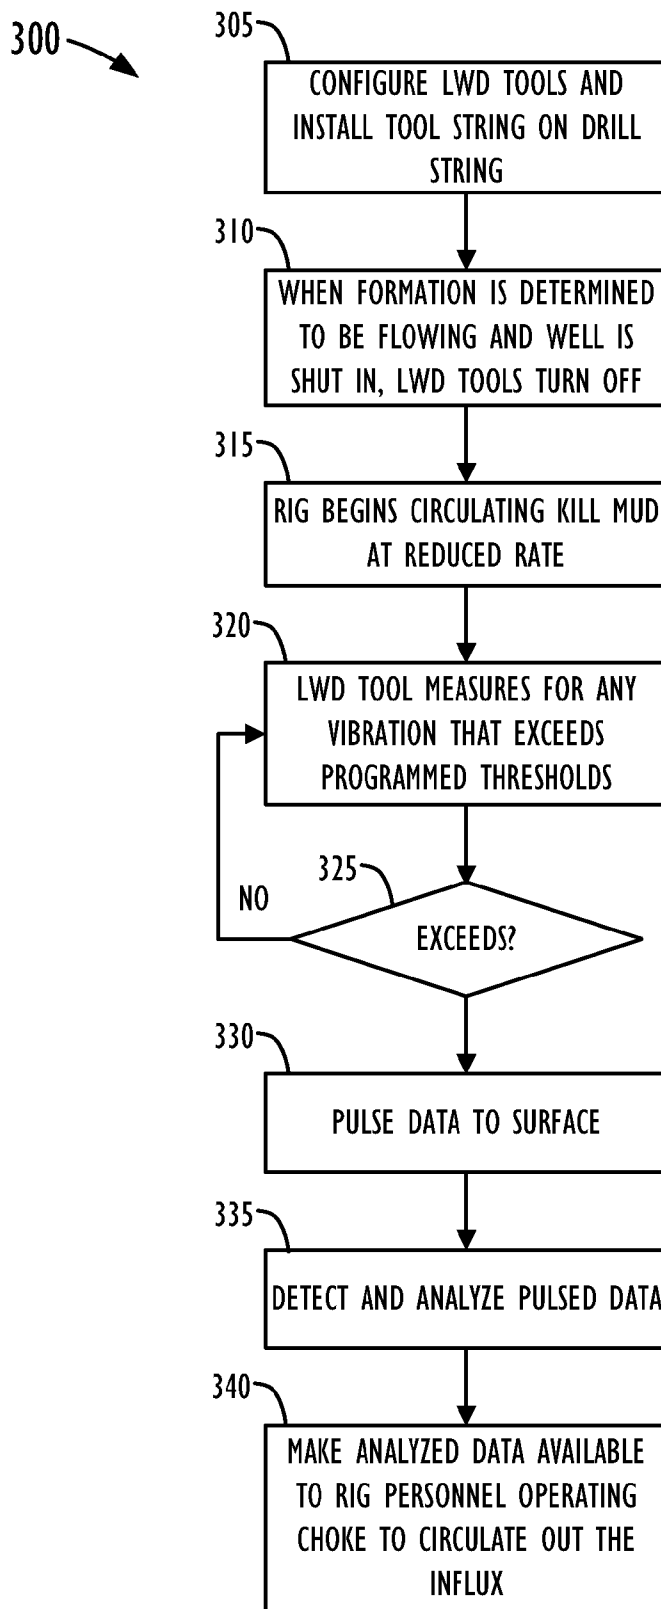 300
305
CONFIGURE LWD TOOLS AND
INSTALL TOOL STRING ON DRILL
STRING
310
WHEN FORMATION IS DETERMINED
TO BE FLOWING AND WELL IS
SHUT IN, LWD TOOLS TURN OFF
315
RIG BEGINS CIRCULATING KILL MUD
AT REDUCED RATE
320
LWD TOOL MEASURES FOR ANY
VIBRATION THAT EXCEEDS
PROGRAMMED THRESHOLDS
325
NO
EXCEEDS?
330
PULSE DATA TO SURFACE
335
DETECT AND ANALYZE PULSED DATA
340
MAKE ANALYZED DATA AVAILABLE
TO RIG PERSONNEL OPERATING
CHOKE TO CIRCULATE OUT THE
INFLUX